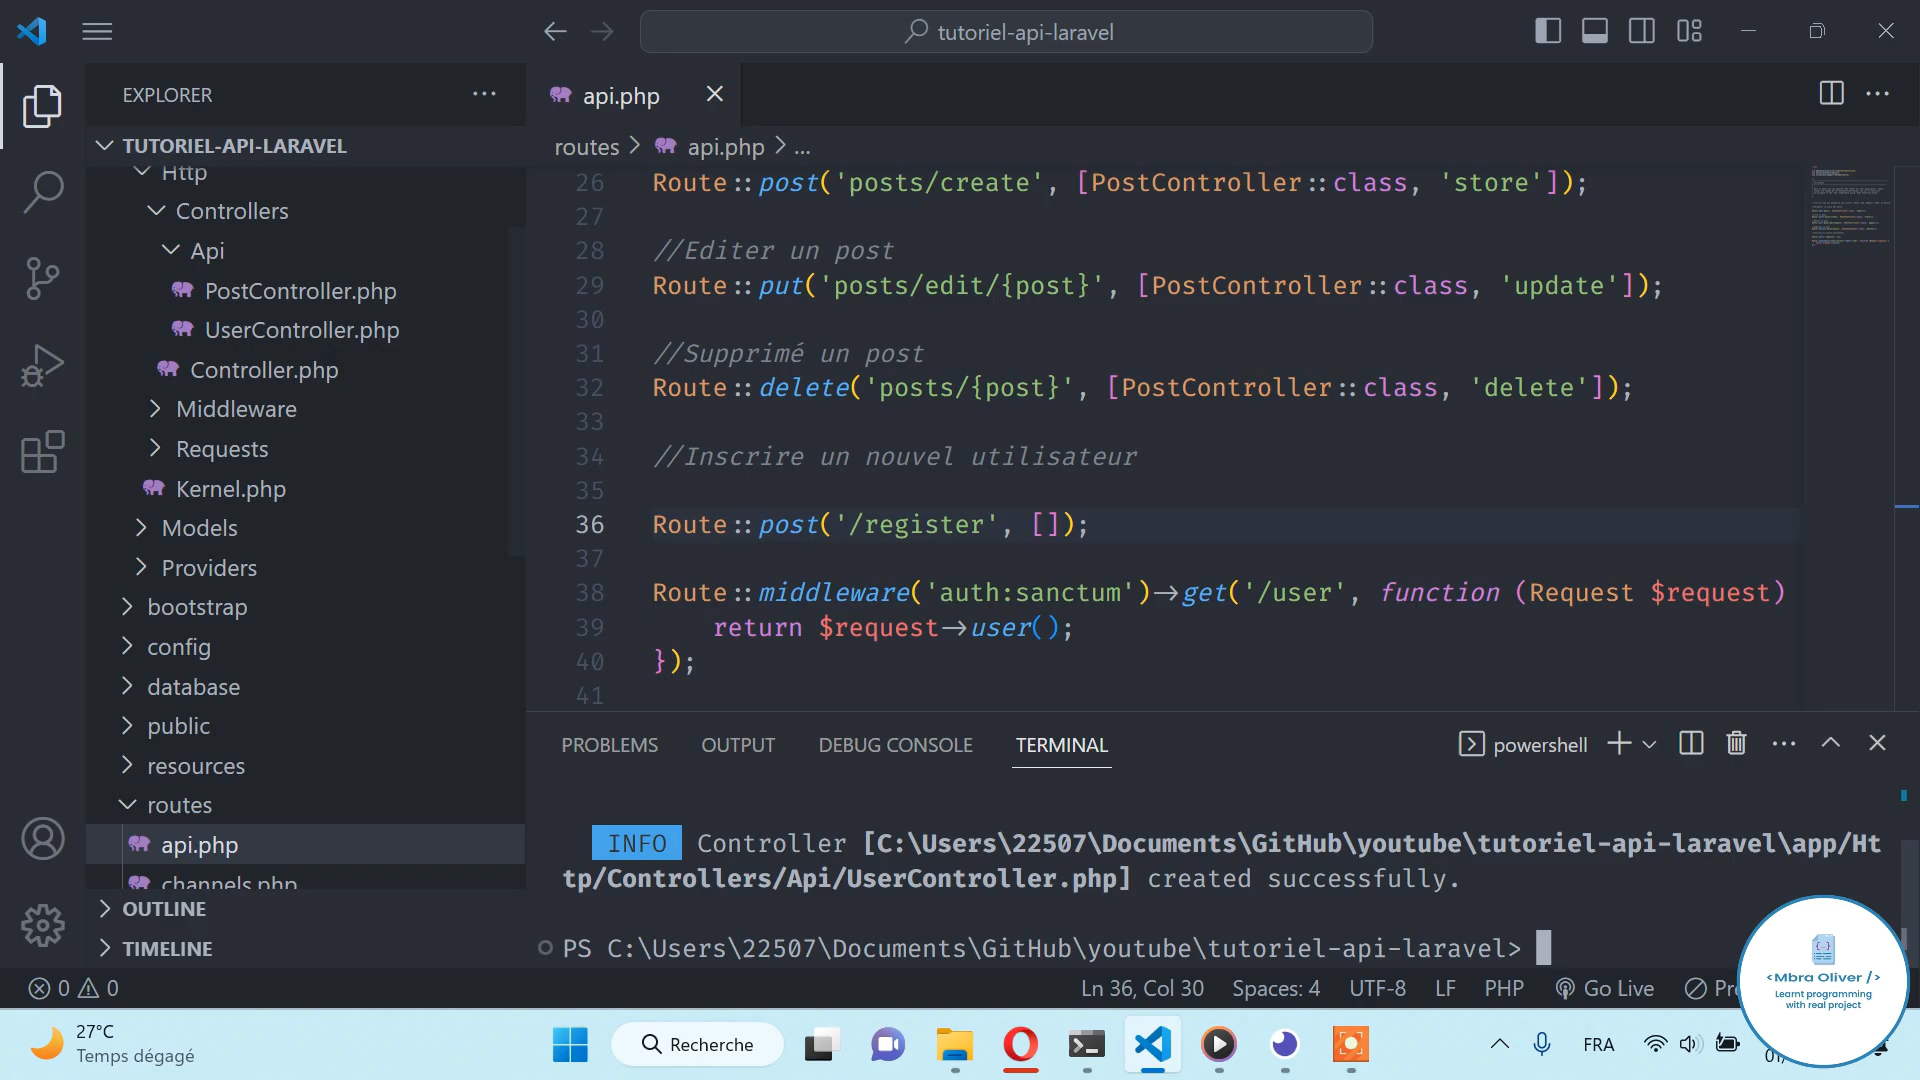 tutoriel-api-laravel
EXPLORER
TUTORIEL-API-LARAVEL
Http
Controllers
Api
PostController.php
UserController.php
Controller.php
Middleware
Requests
Kernel.php
Models
Providers
bootstrap
config
database
public
resources
routes
api.php
channels.php
OUTLINE
TIMELINE
api.php
routes > api.php > ...
26 Route::post('posts/create', [PostController::class, 'store']);
27
28 //Editer un post
29 Route::put('posts/edit/{post}', [PostController::class, 'update']);
30
31 //Supprimé un post
32 Route::delete('posts/{post}', [PostController::class, 'delete']);
33
34 //Inscrire un nouvel utilisateur
35
36 Route::post('/register', []);
37
38 Route::middleware('auth:sanctum')->get('/user', function (Request $request)
39 return $request->user();
40 });
41
PROBLEMS OUTPUT DEBUG CONSOLE TERMINAL
powershell
INFO Controller [C:\Users\22507\Documents\GitHub\youtube\tutoriel-api-laravel\app/Ht
tp/Controllers/Api/UserController.php] created successfully.
PS C:\Users\22507\Documents\GitHub\youtube\tutoriel-api-laravel>
0 0
Ln 36, Col 30 Spaces: 4 UTF-8 LF PHP Go Live
{...}
<Mbra Oliver />
Learnt programming
with real project
27°C
Temps dégagé
Recherche
FRA